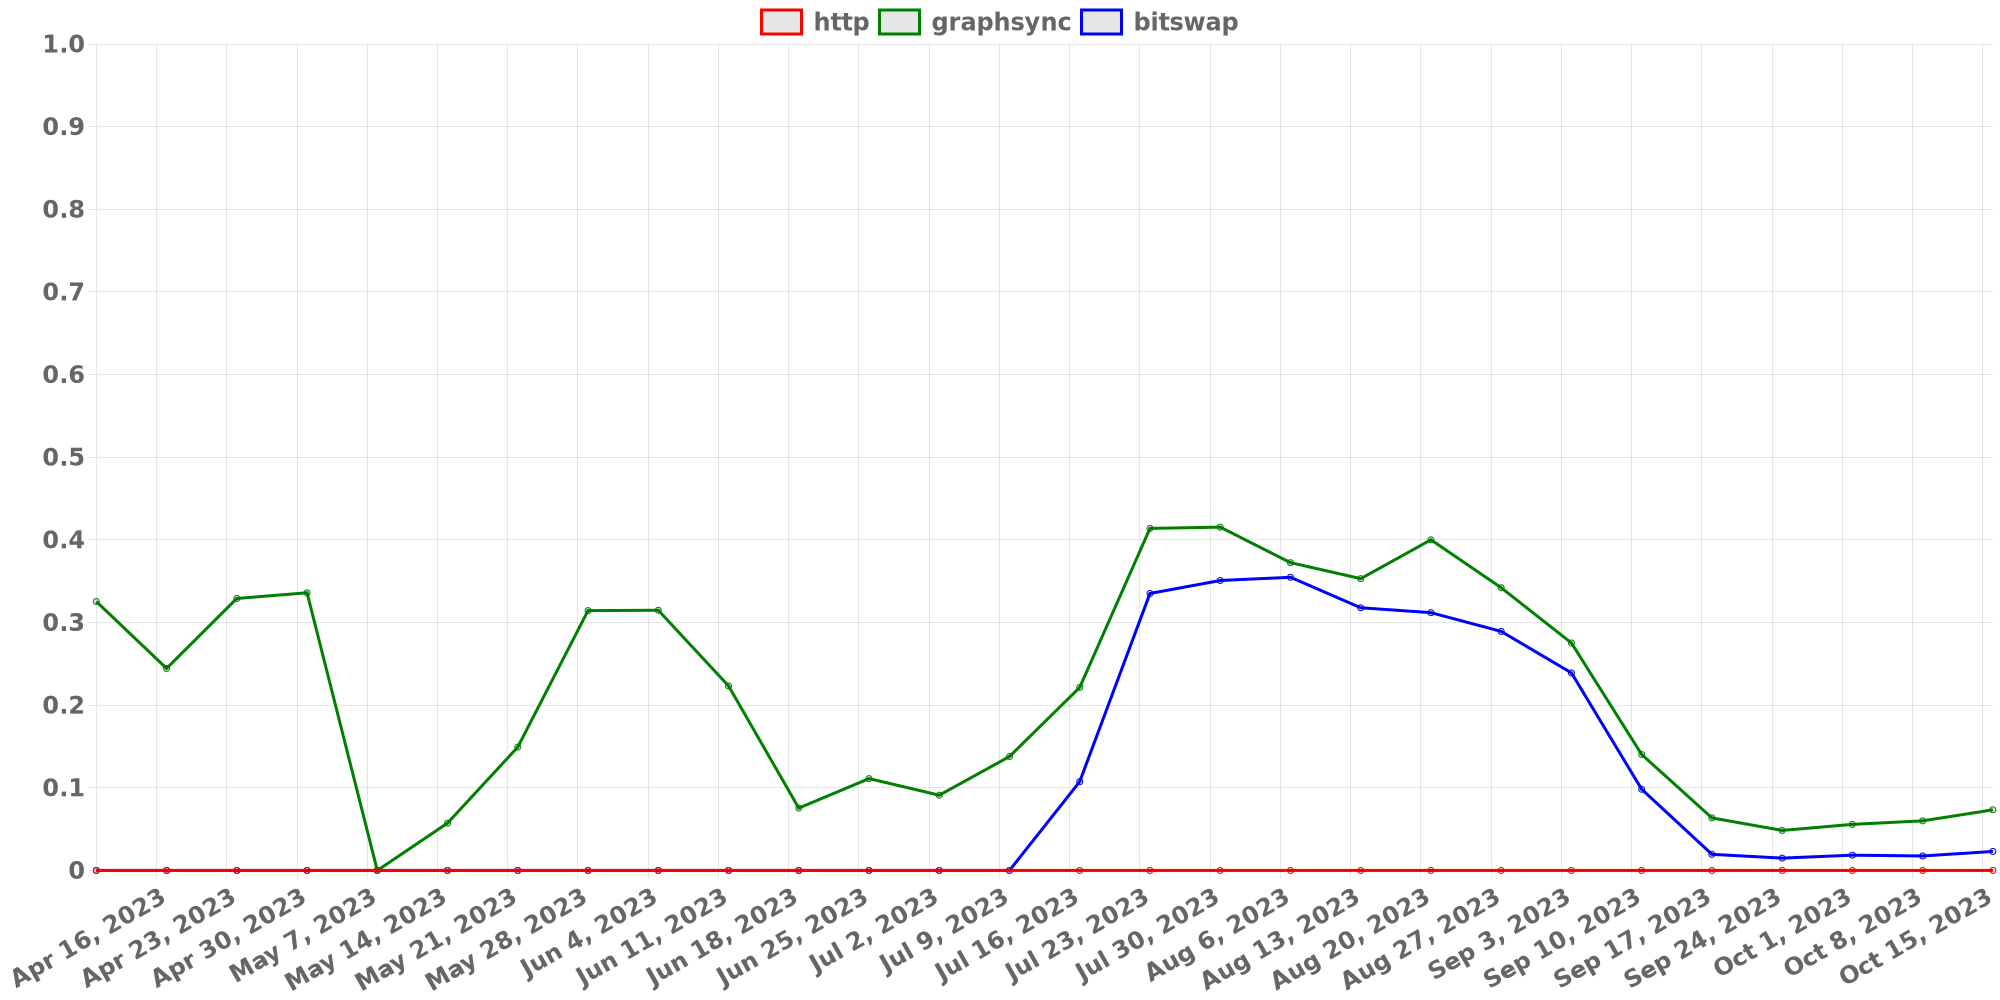 http graphsync bitswap
1.0
0.9
0.8
0.7
0.6
0.5
0.4
0.3
0.2
0.1
0
Apr 16, 2023
Apr 23, 2023
Apr 30, 2023
May 7, 2023
May 14, 2023
May 21, 2023
May 28, 2023
Jun 4, 2023
Jun 11, 2023
Jun 18, 2023
Jun 25, 2023
Jul 2, 2023
Jul 9, 2023
Jul 16, 2023
Jul 23, 2023
Jul 30, 2023
Aug 6, 2023
Aug 13, 2023
Aug 20, 2023
Aug 27, 2023
Sep 3, 2023
Sep 10, 2023
Sep 17, 2023
Sep 24, 2023
Oct 1, 2023
Oct 8, 2023
Oct 15, 2023